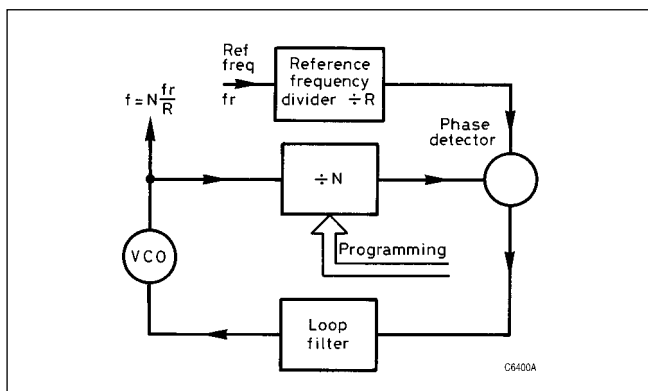 Ref
freq
fr
Reference
frequency
divider ÷R
f=N fr/R
Phase
detector
÷N
Programming
VCO
Loop
filter
C6400A